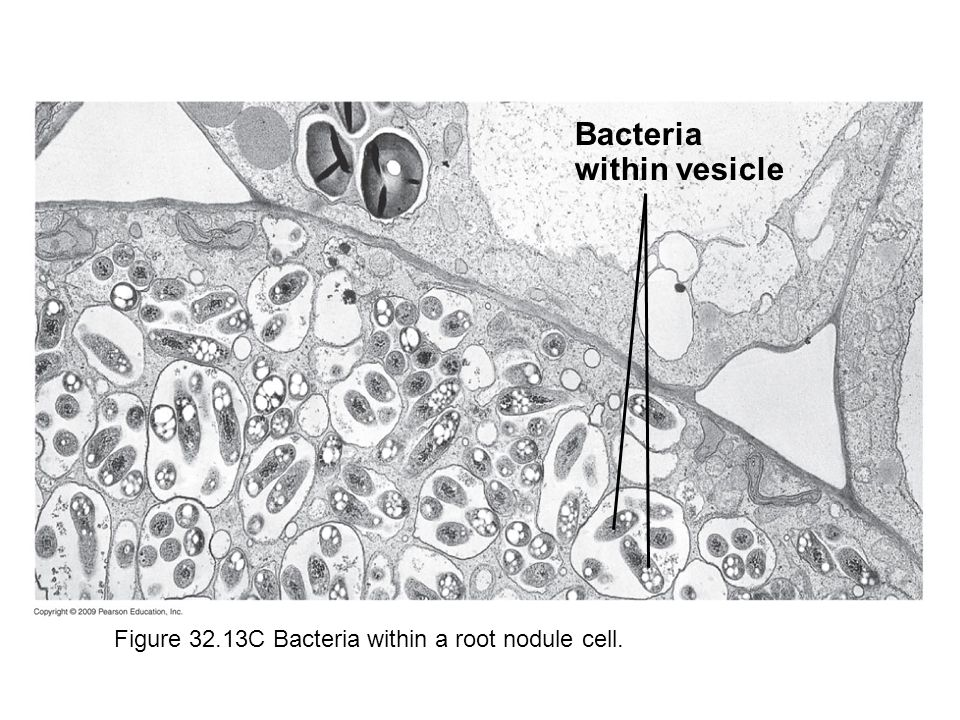 Bacteria
within vesicle
Copyright © 2009 Pearson Education, Inc.
Figure 32.13C Bacteria within a root nodule cell.